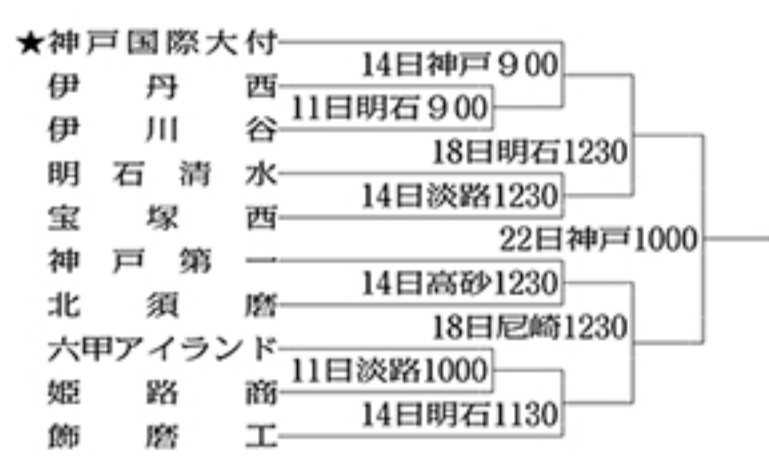 ★神戸国際大付
14日神戸900
伊丹西
11日明石900
伊川谷
18日明石1230
明石清水
14日淡路1230
宝塚西
22日神戸1000
神戸第一
14日高砂1230
北須磨
18日尼崎1230
六甲アイランド
11日淡路1000
姫路商
14日明石1130
飾磨工